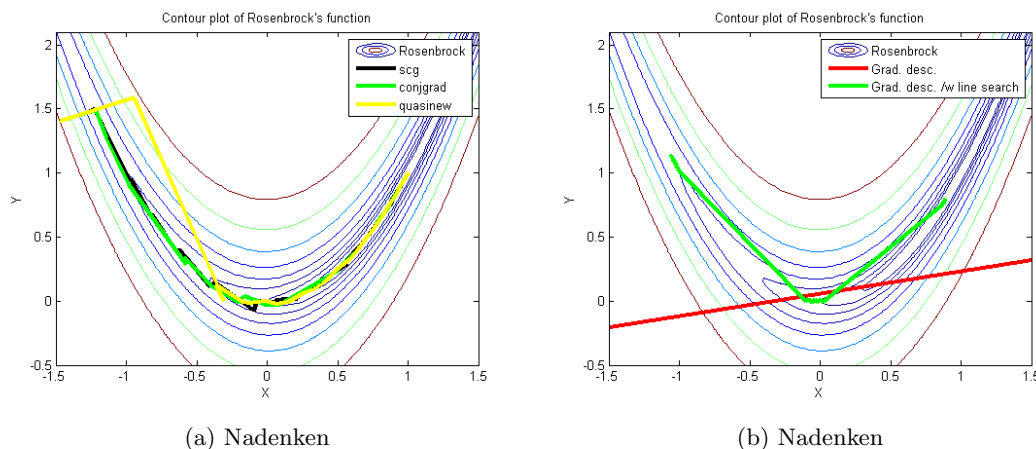 Contour plot of Rosenbrock's function
2
1.5
1
0.5
0
-0.5
Y
-1.5
-1
-0.5
0
0.5
1
1.5
X
Rosenbrock
scg
conjgrad
quasinew
(a) Nadenken
Contour plot of Rosenbrock's function
2
1.5
1
0.5
0
-0.5
Y
-1.5
-1
-0.5
0
0.5
1
1.5
X
Rosenbrock
Grad. desc.
Grad. desc. /w line search
(b) Nadenken